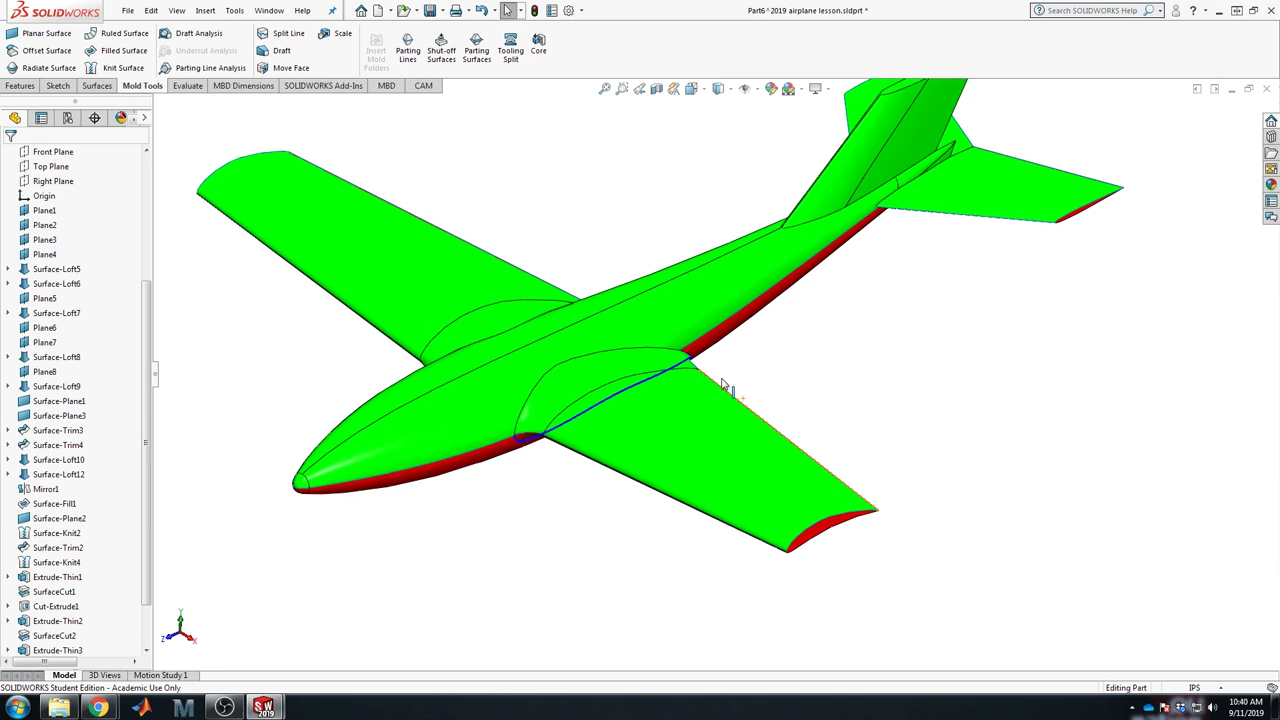 SOLIDWORKS
File Edit View Insert Tools Window Help
Part6^2019 airplane lesson.sldprt *
Search SOLIDWORKS Help
Planar Surface Ruled Surface Draft Analysis Split Line Scale
Offset Surface Filled Surface Undercut Analysis Draft
Radiate Surface Knit Surface Parting Line Analysis Move Face
Insert Mold Folders
Parting Lines
Shut-off Surfaces
Parting Surfaces
Tooling Split
Core
Features Sketch Surfaces Mold Tools Evaluate MBD Dimensions SOLIDWORKS Add-Ins MBD CAM
Front Plane
Top Plane
Right Plane
Origin
Plane1
Plane2
Plane3
Plane4
Surface-Loft5
Surface-Loft6
Plane5
Surface-Loft7
Plane6
Plane7
Surface-Loft8
Plane8
Surface-Loft9
Surface-Plane1
Surface-Plane3
Surface-Trim3
Surface-Trim4
Surface-Loft10
Surface-Loft12
Mirror1
Surface-Fill1
Surface-Plane2
Surface-Knit2
Surface-Trim2
Surface-Knit4
Extrude-Thin1
SurfaceCut1
Cut-Extrude1
Extrude-Thin2
SurfaceCut2
Extrude-Thin3
Y
Z X
Model 3D Views Motion Study 1
SOLIDWORKS Student Edition - Academic Use Only
Editing Part IPS
SW 2019
10:40 AM
9/11/2019